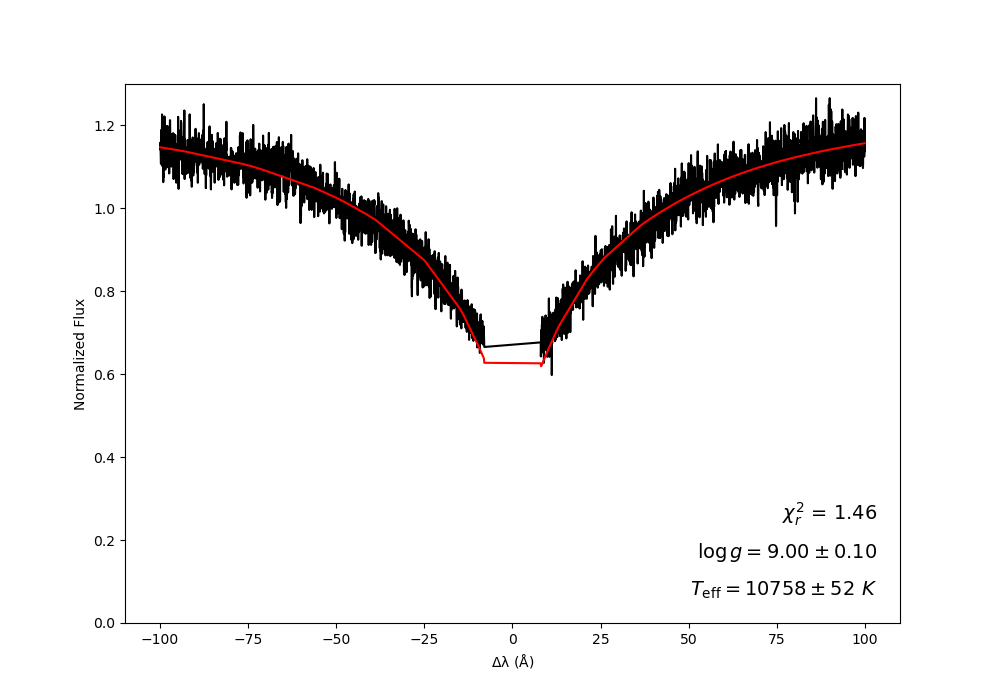 1.2
1.0
0.8
0.6
0.4
0.2
0.0
Normalized Flux
χ²ᵣ = 1.46
log g = 9.00 ± 0.10
T_eff = 10758 ± 52 K
−100 −75 −50 −25 0 25 50 75 100
Δλ (Å)